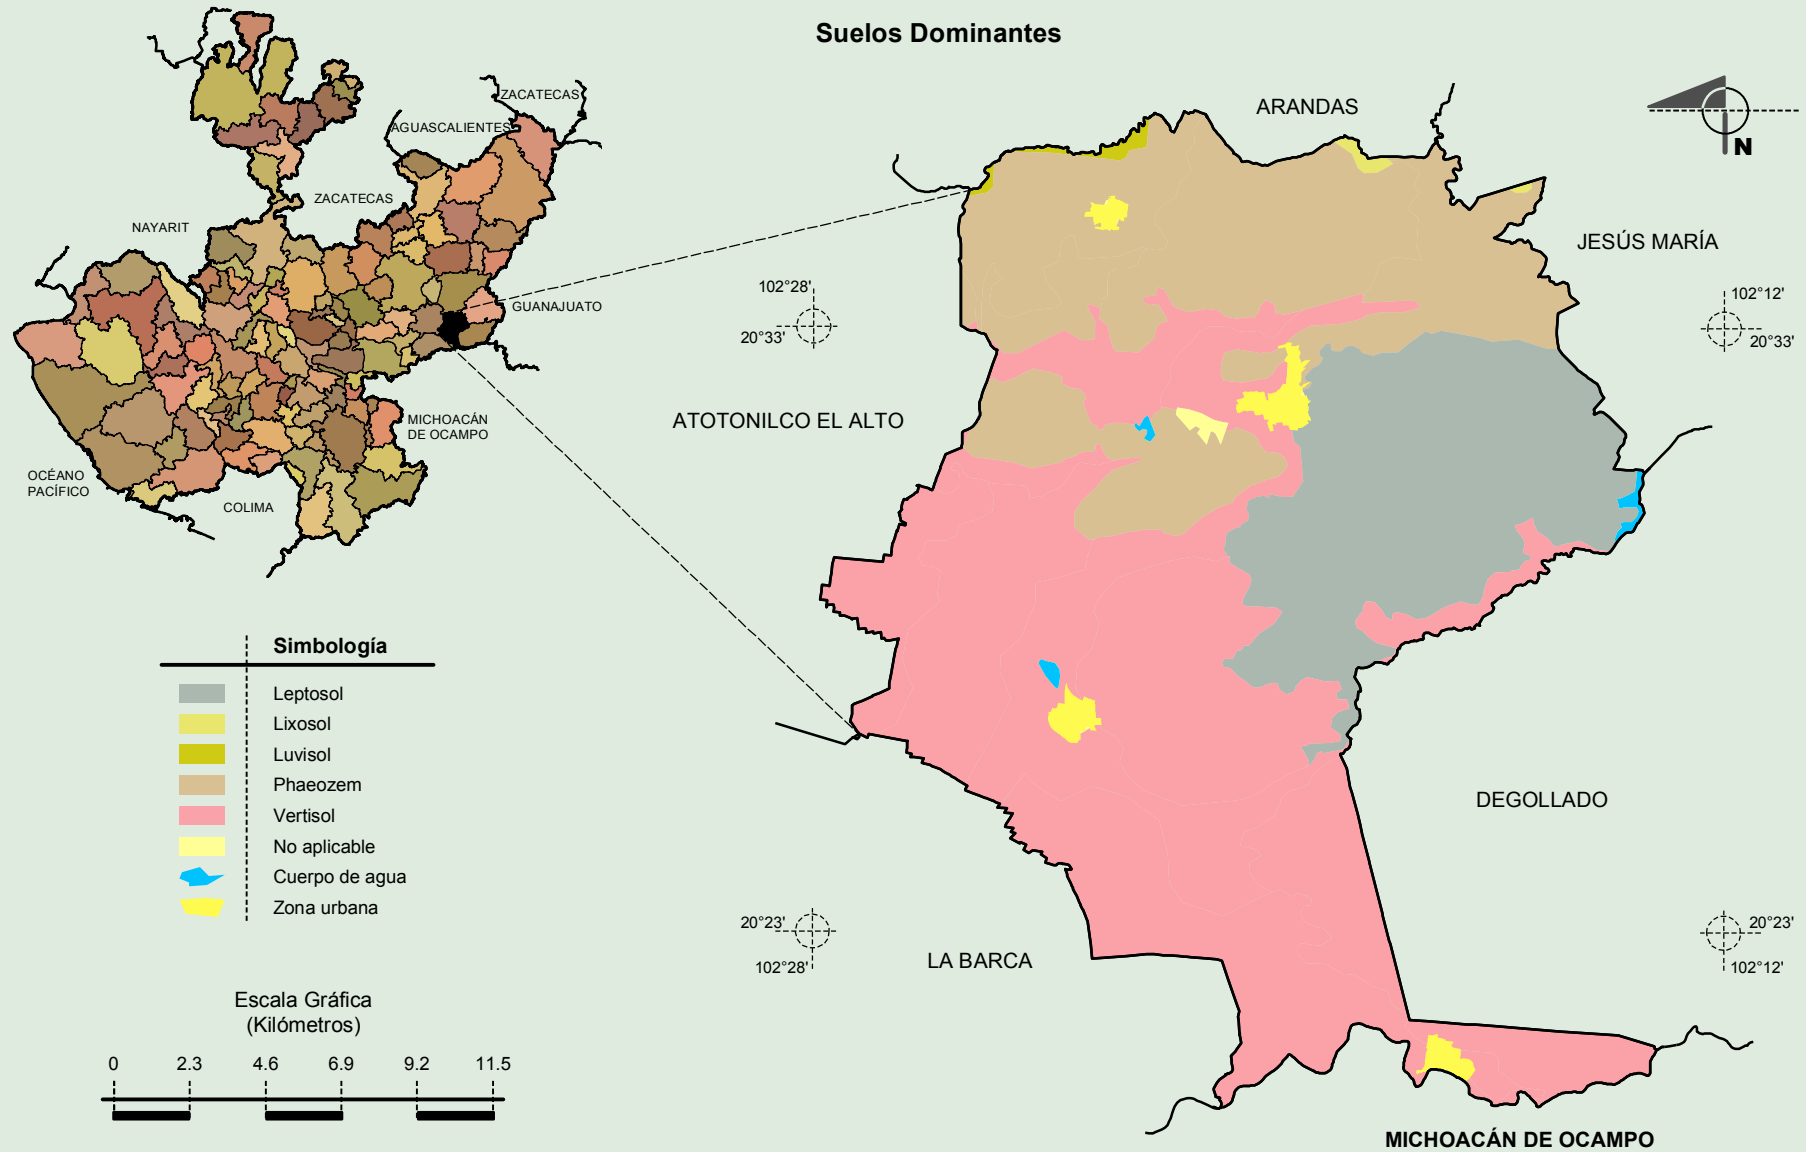 Suelos Dominantes
ZACATECAS
AGUASCALIENTES
ZACATECAS
NAYARIT
GUANAJUATO
MICHOACÁN
DE OCAMPO
OCÉANO
PACÍFICO
COLIMA
ARANDAS
N
JESÚS MARÍA
102°28'
20°33'
102°12'
20°33'
ATOTONILCO EL ALTO
DEGOLLADO
20°23'
102°28'
LA BARCA
20°23'
102°12'
MICHOACÁN DE OCAMPO
Simbología
Leptosol
Lixosol
Luvisol
Phaeozem
Vertisol
No aplicable
Cuerpo de agua
Zona urbana
Escala Gráfica
(Kilómetros)
0 2.3 4.6 6.9 9.2 11.5